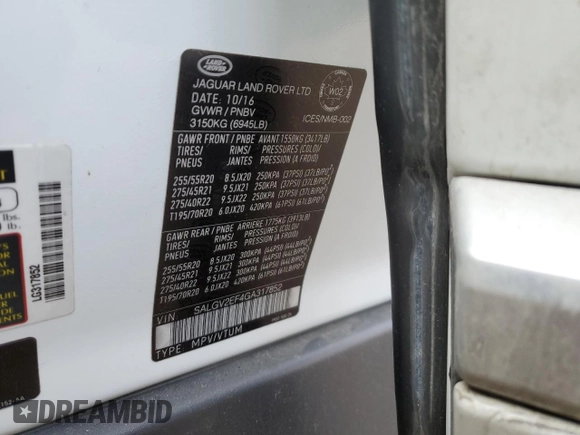 LAND ROVER
JAGUAR LAND ROVER LTD
DATE: 10/16
GVWR / PNBV
3150KG (6945LB)
W02
ICES/NMB-002
GAWR FRONT / PNBE AVANT 1550KG (3417LB)
TIRES/ RIMS/ PRESSURES (COLD)/
PNEUS JANTES PRESSION (A FROID)
255/55R20 8.5JX20 250KPA (37PSI) (37LB/PO²)
275/45R21 9.5JX21 250KPA (37PSI) (37LB/PO²)
275/40R22 9.5JX22 250KPA (37PSI) (37LB/PO²)
T195/70R20 6.0JX20 420KPA (61PSI) (61LB/PO²)
GAWR REAR / PNBE ARRIERE 1775KG (3913LB)
TIRES/ RIMS/ PRESSURES (COLD)/
PNEUS JANTES PRESSION (A FROID)
255/55R20 8.5JX20 300KPA (44PSI) (44LB/PO²)
275/45R21 9.5JX21 300KPA (44PSI) (44LB/PO²)
275/40R22 9.5JX22 300KPA (44PSI) (44LB/PO²)
T195/70R20 6.0JX20 420KPA (61PSI) (61LB/PO²)
VIN SALGV2EF4GA317852
TYPE: MPV/VTUM
lbs.
lb.
LG317852
DREAMBID